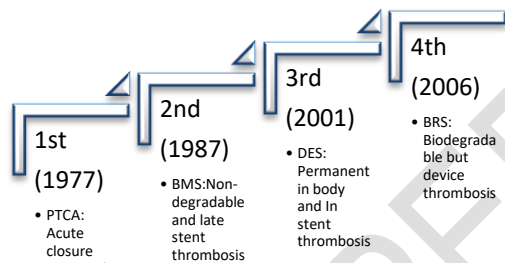 1st
(1977)
• PTCA:
Acute
closure
2nd
(1987)
• BMS:Non-
degradable
and late
stent
thrombosis
3rd
(2001)
• DES:
Permanent
in body
and In
stent
thrombosis
4th
(2006)
• BRS:
Biodegrada
ble but
device
thrombosis